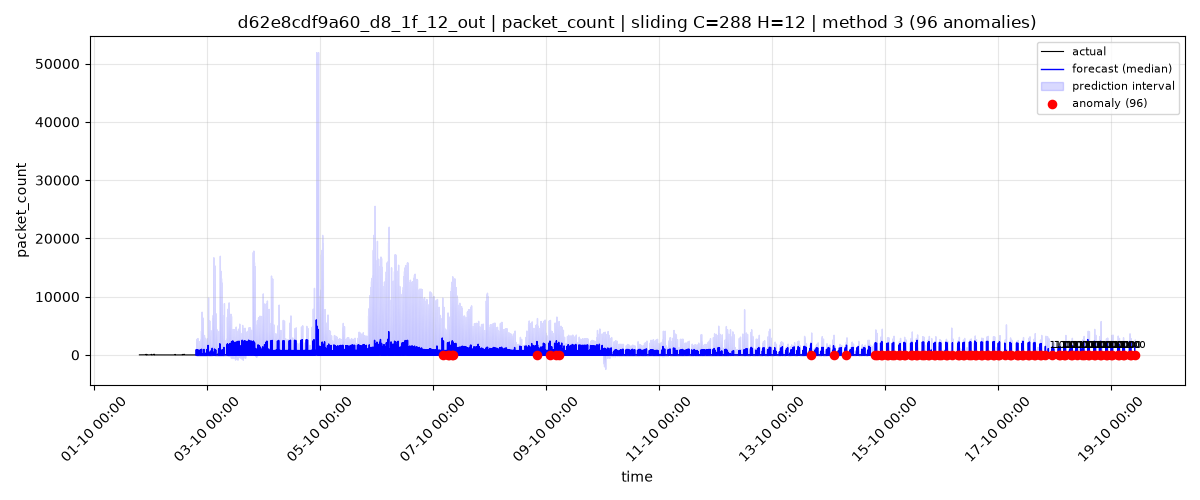 d62e8cdf9a60_d8_1f_12_out | packet_count | sliding C=288 H=12 | method 3 (96 anomalies)
actual
forecast (median)
prediction interval
anomaly (96)
packet_count
50000
40000
30000
20000
10000
0
01-10 00:00
03-10 00:00
05-10 00:00
07-10 00:00
09-10 00:00
11-10 00:00
13-10 00:00
15-10 00:00
17-10 00:00
19-10 00:00
time